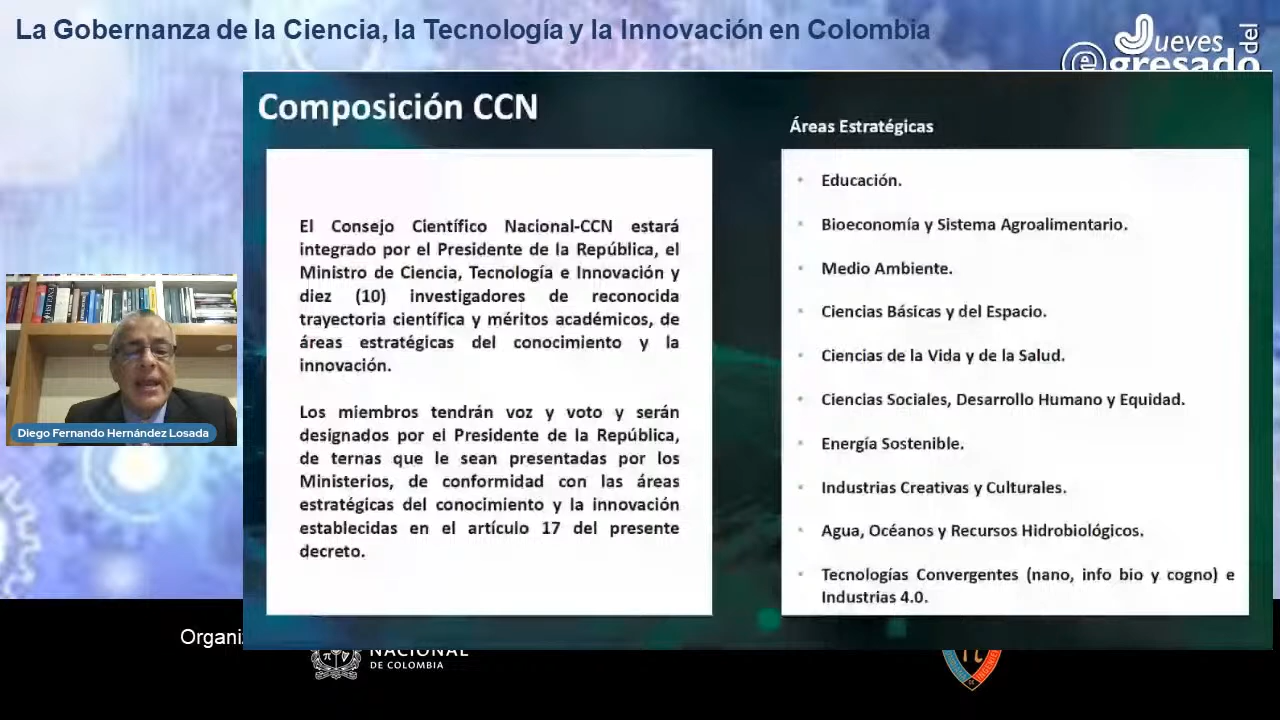 La Gobernanza de la Ciencia, la Tecnología y la Innovación en Colombia
Jueves
del
egresado
Composición CCN
Áreas Estratégicas
El Consejo Científico Nacional-CCN estará
integrado por el Presidente de la República, el
Ministro de Ciencia, Tecnología e Innovación y
diez (10) investigadores de reconocida
trayectoria científica y méritos académicos, de
áreas estratégicas del conocimiento y la
innovación.
Los miembros tendrán voz y voto y serán
designados por el Presidente de la República,
de ternas que le sean presentadas por los
Ministerios, de conformidad con las áreas
estratégicas del conocimiento y la innovación
establecidas en el artículo 17 del presente
decreto.
• Educación.
• Bioeconomía y Sistema Agroalimentario.
• Medio Ambiente.
• Ciencias Básicas y del Espacio.
• Ciencias de la Vida y de la Salud.
• Ciencias Sociales, Desarrollo Humano y Equidad.
• Energía Sostenible.
• Industrias Creativas y Culturales.
• Agua, Océanos y Recursos Hidrobiológicos.
• Tecnologías Convergentes (nano, info bio y cogno) e
Industrias 4.0.
Diego Fernando Hernández Losada
Organiz
NACIONAL
DE COLOMBIA